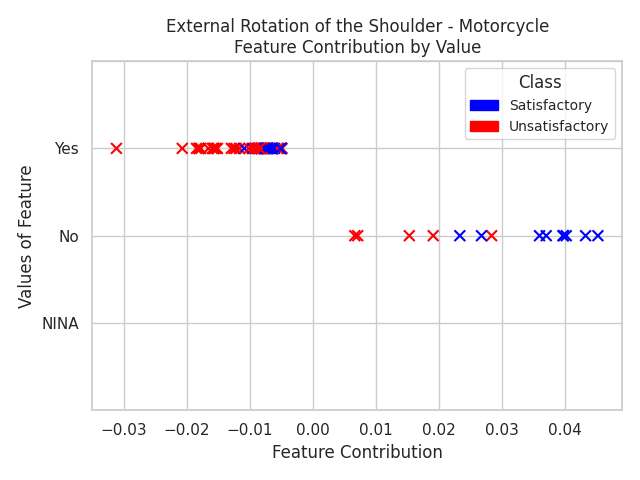 External Rotation of the Shoulder - Motorcycle
Feature Contribution by Value
Class
Satisfactory
Unsatisfactory
Values of Feature
Yes
No
NINA
−0.03 −0.02 −0.01 0.00 0.01 0.02 0.03 0.04
Feature Contribution